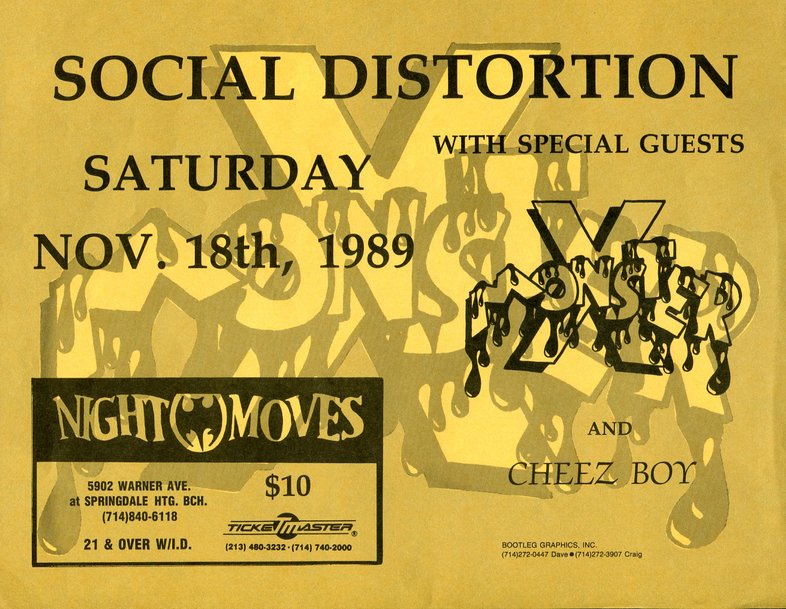 SOCIAL DISTORTION
WITH SPECIAL GUESTS
SATURDAY
NOV. 18th, 1989
X
MONSTER
AND
CHEEZ BOY
NIGHT MOVES
5902 WARNER AVE.
at SPRINGDALE HTG. BCH.
(714)840-6118
21 & OVER W/I.D.
$10
TICKETMASTER®
(213) 480-3232 • (714) 740-2000
BOOTLEG GRAPHICS, INC.
(714)272-0447 Dave ● (714)272-3907 Craig